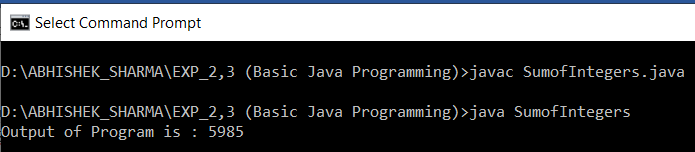 Select Command Prompt
D:\ABHISHEK_SHARMA\EXP_2,3 (Basic Java Programming)>javac SumofIntegers.java
D:\ABHISHEK_SHARMA\EXP_2,3 (Basic Java Programming)>java SumofIntegers
Output of Program is : 5985